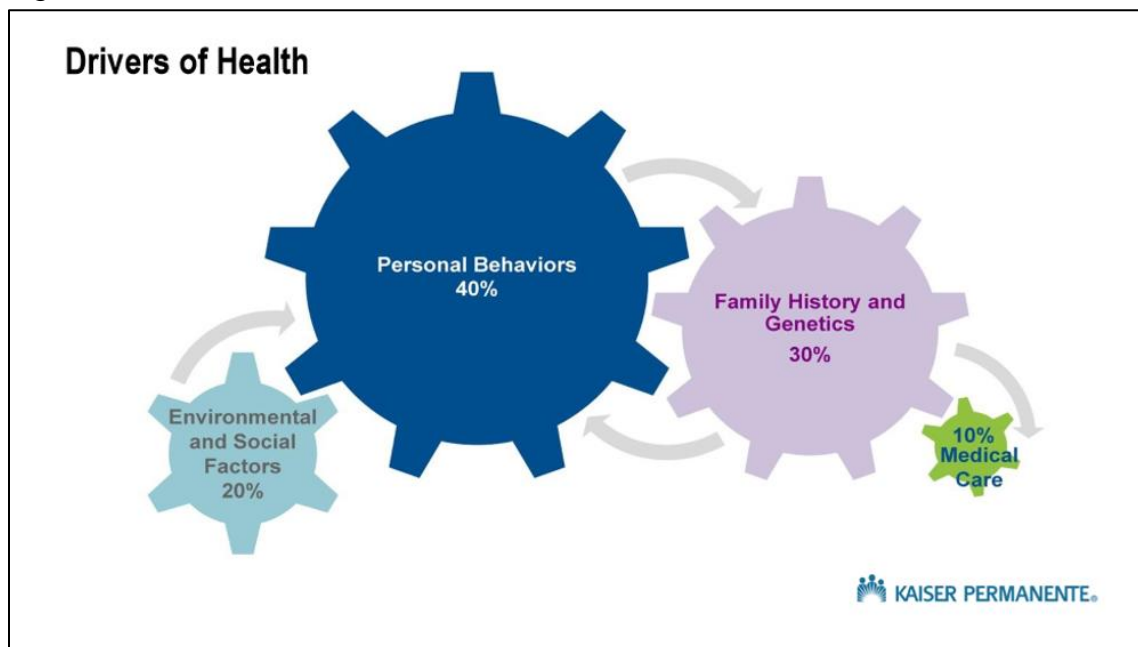 Drivers of Health
Personal Behaviors
40%
Family History and
Genetics
30%
Environmental
and Social
Factors
20%
10%
Medical
Care
KAISER PERMANENTE®